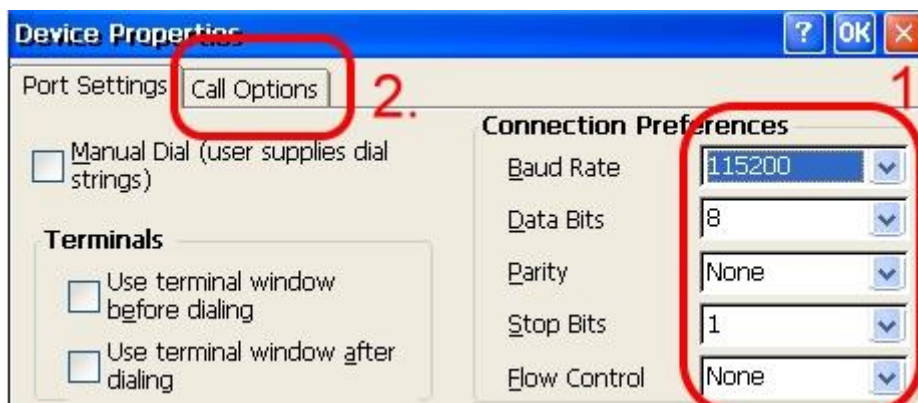 Device Properties ? OK ×
Port Settings
Call Options
2.
1
Manual Dial (user supplies dial
strings)
Terminals
Use terminal window
before dialing
Use terminal window after
dialing
Connection Preferences
Baud Rate 115200
Data Bits 8
Parity None
Stop Bits 1
Flow Control None